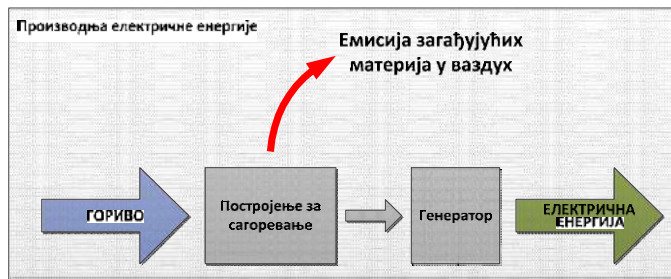 Производња електричне енергије
Емисија загађујућих
материја у ваздух
ГОРИВО
Постројење за
сагоревање
Генератор
ЕЛЕКТРИЧНА
ЕНЕРГИЈА